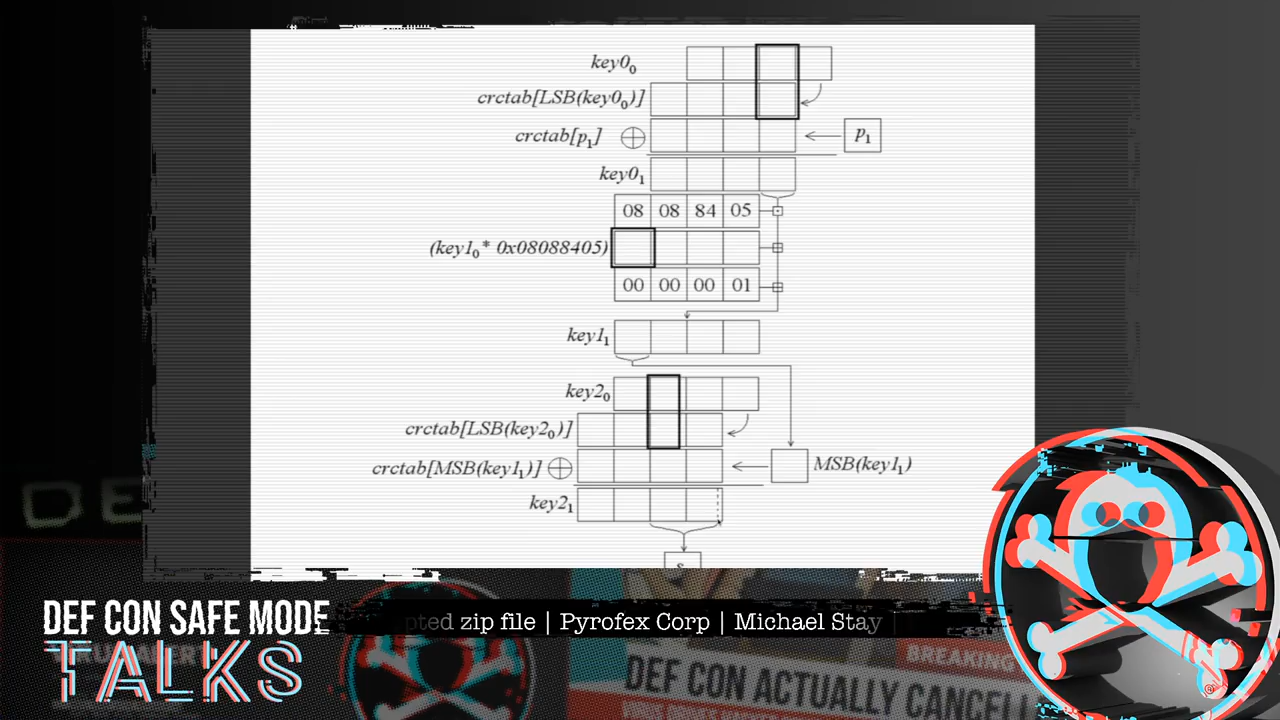 key0₀
crctab[LSB(key0₀)]
crctab[p₁] ⊕
p₁
key0₁
08 08 84 05
(key1₀* 0x08088405)
00 00 00 01
key1₁
key2₀
crctab[LSB(key2₀)]
crctab[MSB(key1₁)] ⊕
MSB(key1₁)
key2₁
DEF CON SAFE MODE
TALKS
pted zip file | Pyrofex Corp | Michael Stay
BREAKING
DEF CON ACTUALLY CANCELL